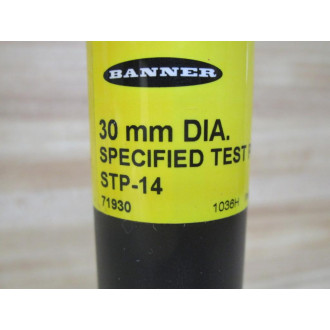 BANNER
30 mm DIA.
SPECIFIED TEST
STP-14
71930 1036H